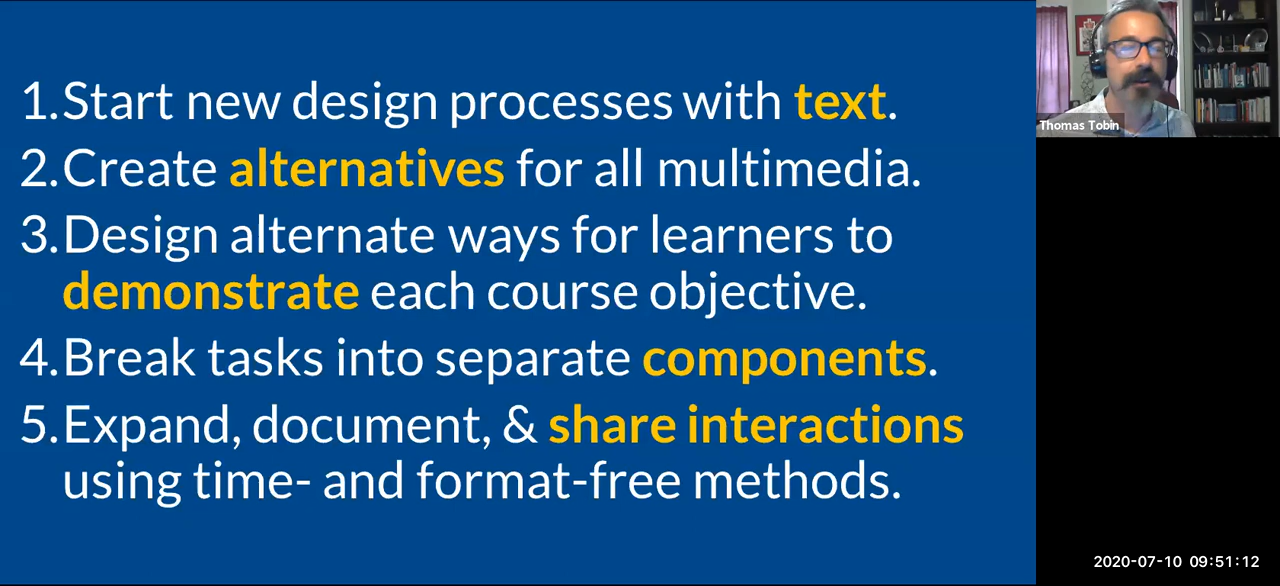 1. Start new design processes with text.
2. Create alternatives for all multimedia.
3. Design alternate ways for learners to
demonstrate each course objective.
4. Break tasks into separate components.
5. Expand, document, & share interactions
using time- and format-free methods.
Thomas Tobin
2020-07-10 09:51:12